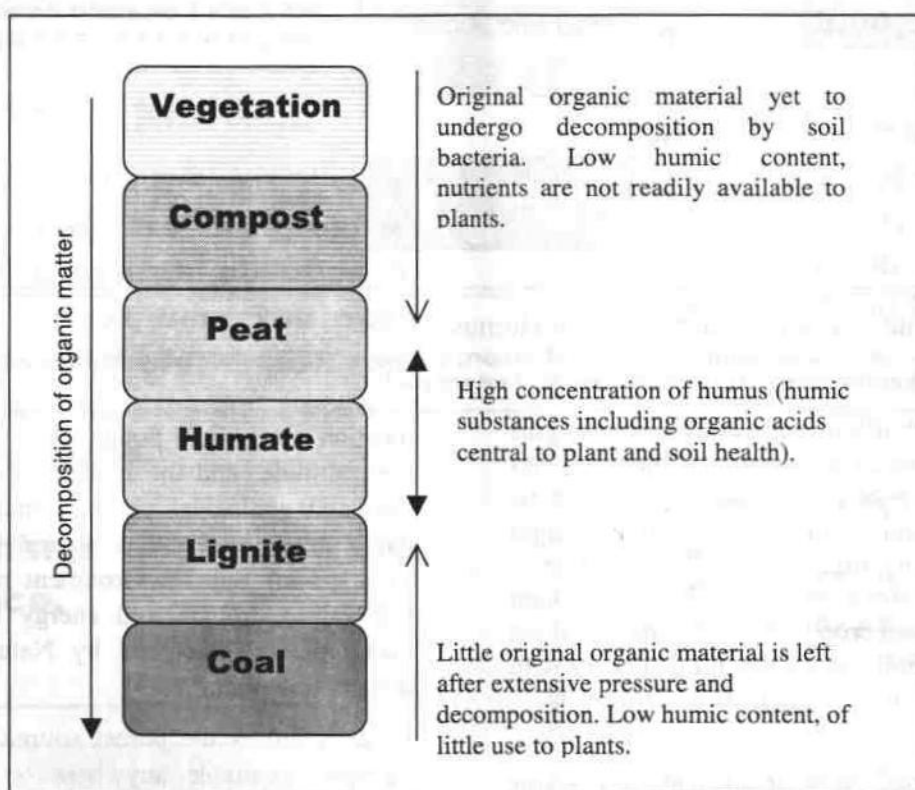 Vegetation
Compost
Peat
Humate
Lignite
Coal
Decomposition of organic matter
Original organic material yet to
undergo decomposition by soil
bacteria. Low humic content,
nutrients are not readily available to
plants.
High concentration of humus (humic
substances including organic acids
central to plant and soil health).
Little original organic material is left
after extensive pressure and
decomposition. Low humic content, of
little use to plants.